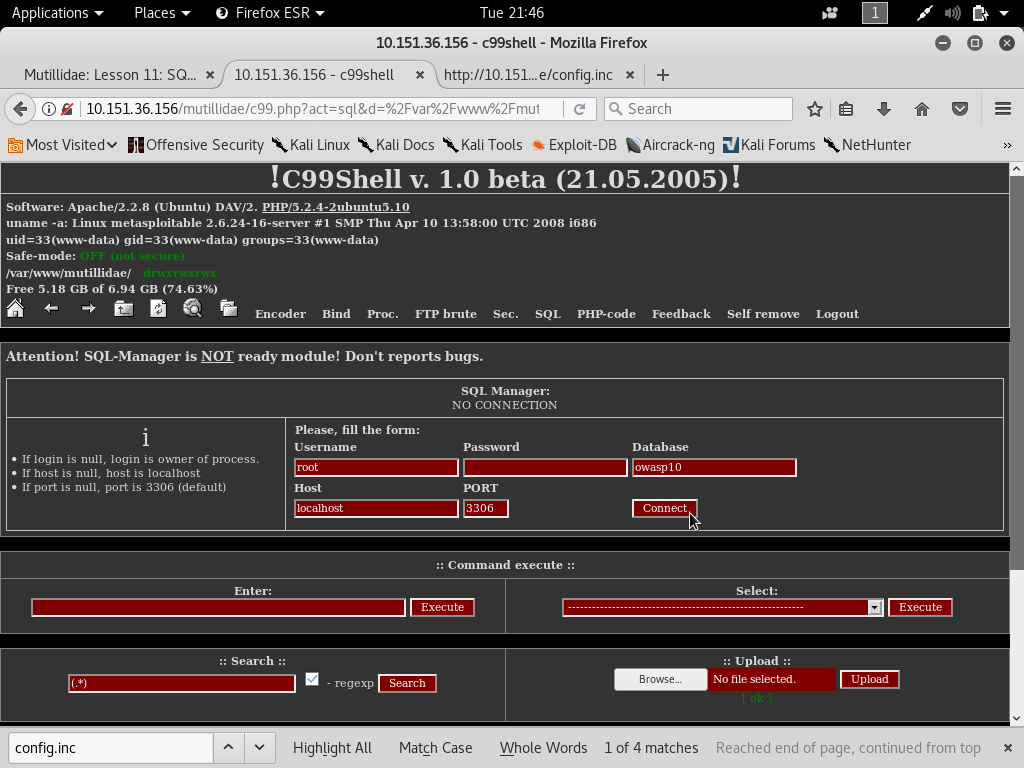 Applications Places Firefox ESR Tue 21:46 1
10.151.36.156 - c99shell - Mozilla Firefox
Mutillidae: Lesson 11: SQ... 10.151.36.156 - c99shell http://10.151...e/config.inc
10.151.36.156/mutillidae/c99.php?act=sql&d=%2Fvar%2Fwww%2Fmut Search
Most Visited Offensive Security Kali Linux Kali Docs Kali Tools Exploit-DB Aircrack-ng Kali Forums NetHunter »
!C99Shell v. 1.0 beta (21.05.2005)!
Software: Apache/2.2.8 (Ubuntu) DAV/2. PHP/5.2.4-2ubuntu5.10
uname -a: Linux metasploitable 2.6.24-16-server #1 SMP Thu Apr 10 13:58:00 UTC 2008 i686
uid=33(www-data) gid=33(www-data) groups=33(www-data)
Safe-mode: OFF (not secure)
/var/www/mutillidae/ drwxrwxrwx
Free 5.18 GB of 6.94 GB (74.63%)
Encoder Bind Proc. FTP brute Sec. SQL PHP-code Feedback Self remove Logout
Attention! SQL-Manager is NOT ready module! Don't reports bugs.
SQL Manager:
NO CONNECTION
i
• If login is null, login is owner of process.
• If host is null, host is localhost
• If port is null, port is 3306 (default)
Please, fill the form:
Username Password Database
root owasp10
Host PORT
localhost 3306 Connect
:: Command execute ::
Enter: Select:
Execute ------------------------------------------------------------ Execute
:: Search :: :: Upload ::
(.*) - regexp Search Browse... No file selected. Upload
[ ok ]
config.inc Highlight All Match Case Whole Words 1 of 4 matches Reached end of page, continued from top